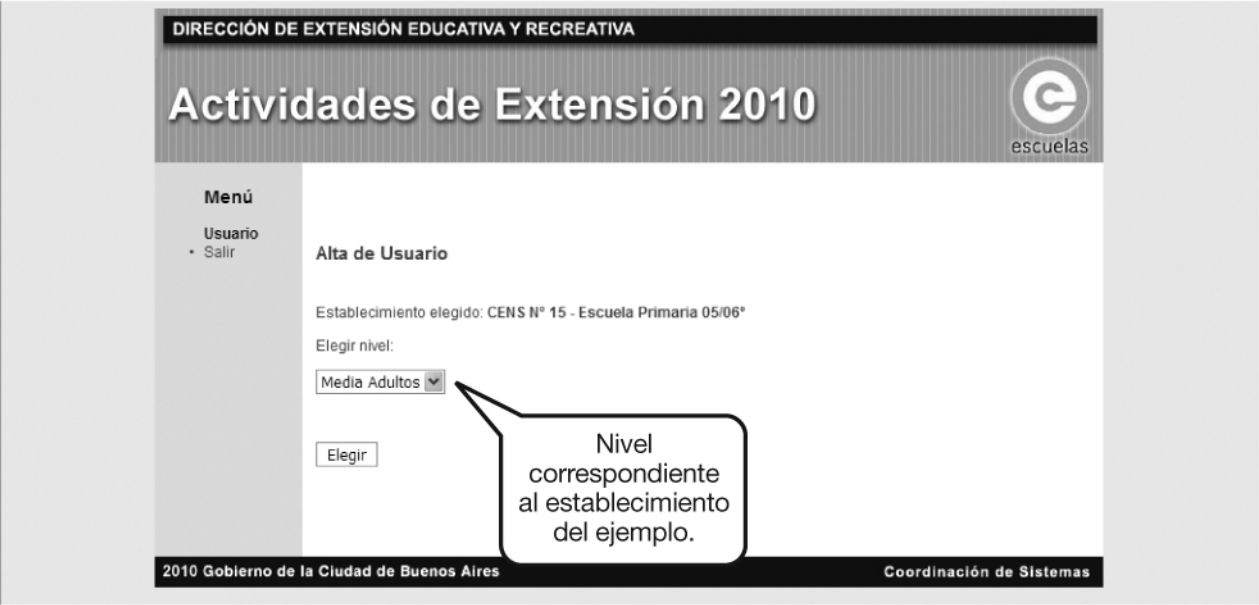 DIRECCIÓN DE EXTENSIÓN EDUCATIVA Y RECREATIVA
Actividades de Extensión 2010
e
escuelas
Menú
Usuario
• Salir
Alta de Usuario
Establecimiento elegido: CENS Nº 15 - Escuela Primaria 05/06º
Elegir nivel:
Media Adultos
Elegir
Nivel
correspondiente
al establecimiento
del ejemplo.
2010 Gobierno de la Ciudad de Buenos Aires
Coordinación de Sistemas